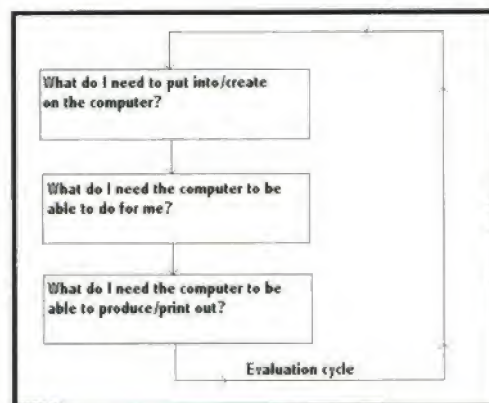 What do I need to put into/create
on the computer?
What do I need the computer to be
able to do for me?
What do I need the computer to be
able to produce/print out?
Evaluation cycle